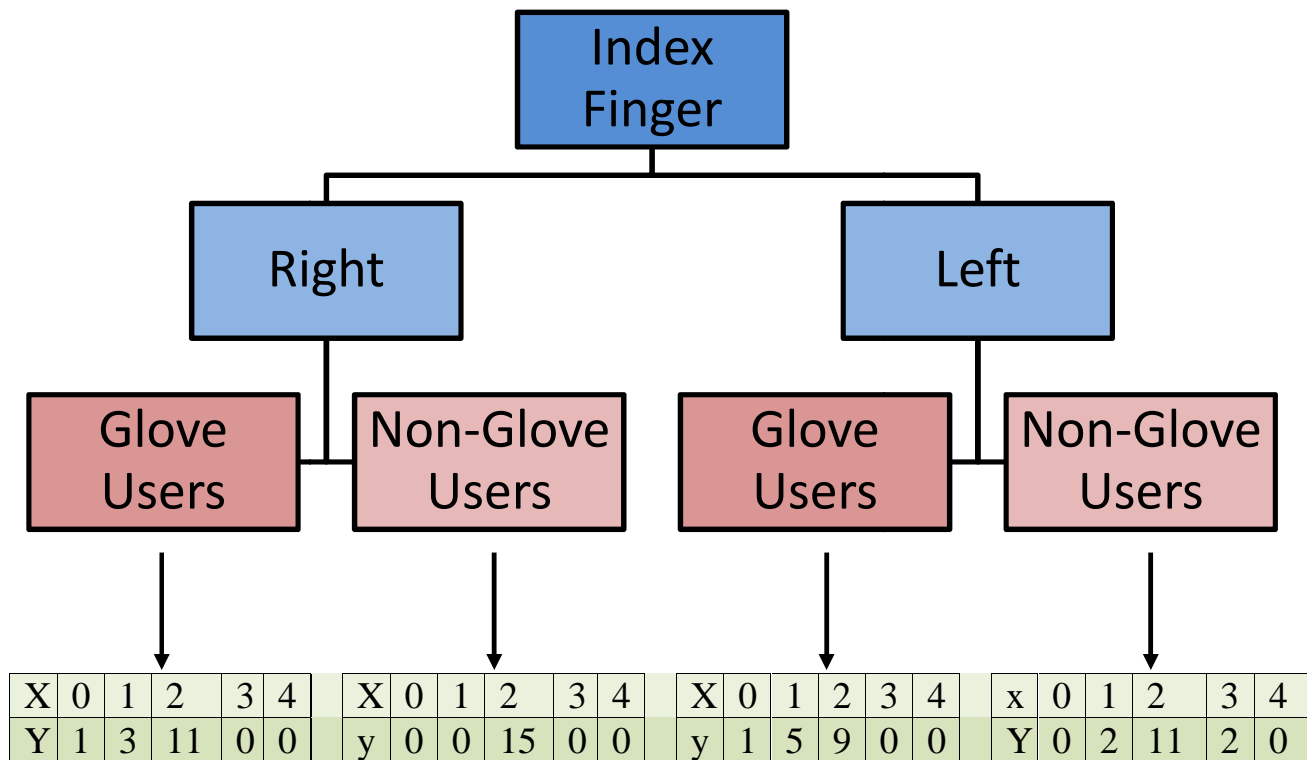 Index
Finger
Right
Left
Glove
Users
Non-Glove
Users
Glove
Users
Non-Glove
Users
X 0 1 2 3 4
Y 1 3 11 0 0
X 0 1 2 3 4
y 0 0 15 0 0
X 0 1 2 3 4
y 1 5 9 0 0
x 0 1 2 3 4
Y 0 2 11 2 0